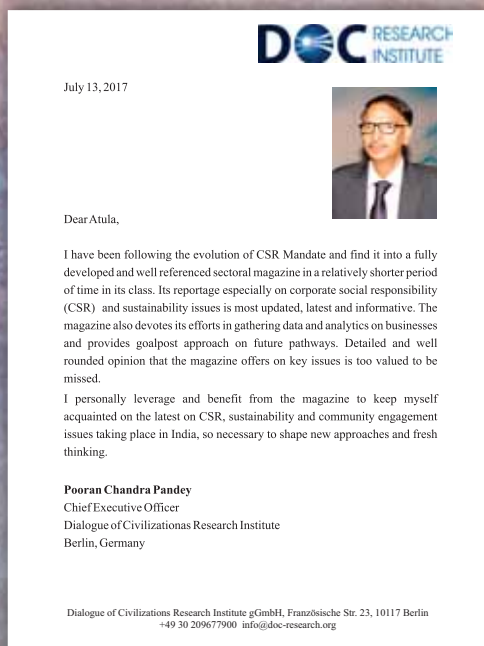 DOC RESEARCH
INSTITUTE
July 13, 2017
Dear Atula,
I have been following the evolution of CSR Mandate and find it into a fully
developed and well referenced sectoral magazine in a relatively shorter period
of time in its class. Its reportage especially on corporate social responsibility
(CSR) and sustainability issues is most updated, latest and informative. The
magazine also devotes its efforts in gathering data and analytics on businesses
and provides goalpost approach on future pathways. Detailed and well
rounded opinion that the magazine offers on key issues is too valued to be
missed.
I personally leverage and benefit from the magazine to keep myself
acquainted on the latest on CSR, sustainability and community engagement
issues taking place in India, so necessary to shape new approaches and fresh
thinking.
Pooran Chandra Pandey
Chief Executive Officer
Dialogue of Civilizationas Research Institute
Berlin, Germany
Dialogue of Civilizations Research Institute gGmbH, Französische Str. 23, 10117 Berlin
+49 30 209677900 info@doc-research.org